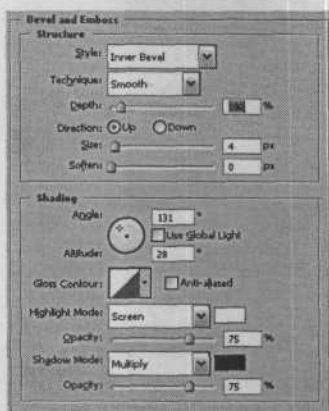 Bevel and Emboss
Structure
Style: Inner Bevel
Technique: Smooth
Depth: %
Direction: Up Down
Size: 4 px
Soften: 0 px
Shading
Angle: 131 °
Use Global Light
Altitude: 28 °
Gloss Contour: Anti-aliased
Highlight Mode: Screen
Opacity: 75 %
Shadow Mode: Multiply
Opacity: 75 %